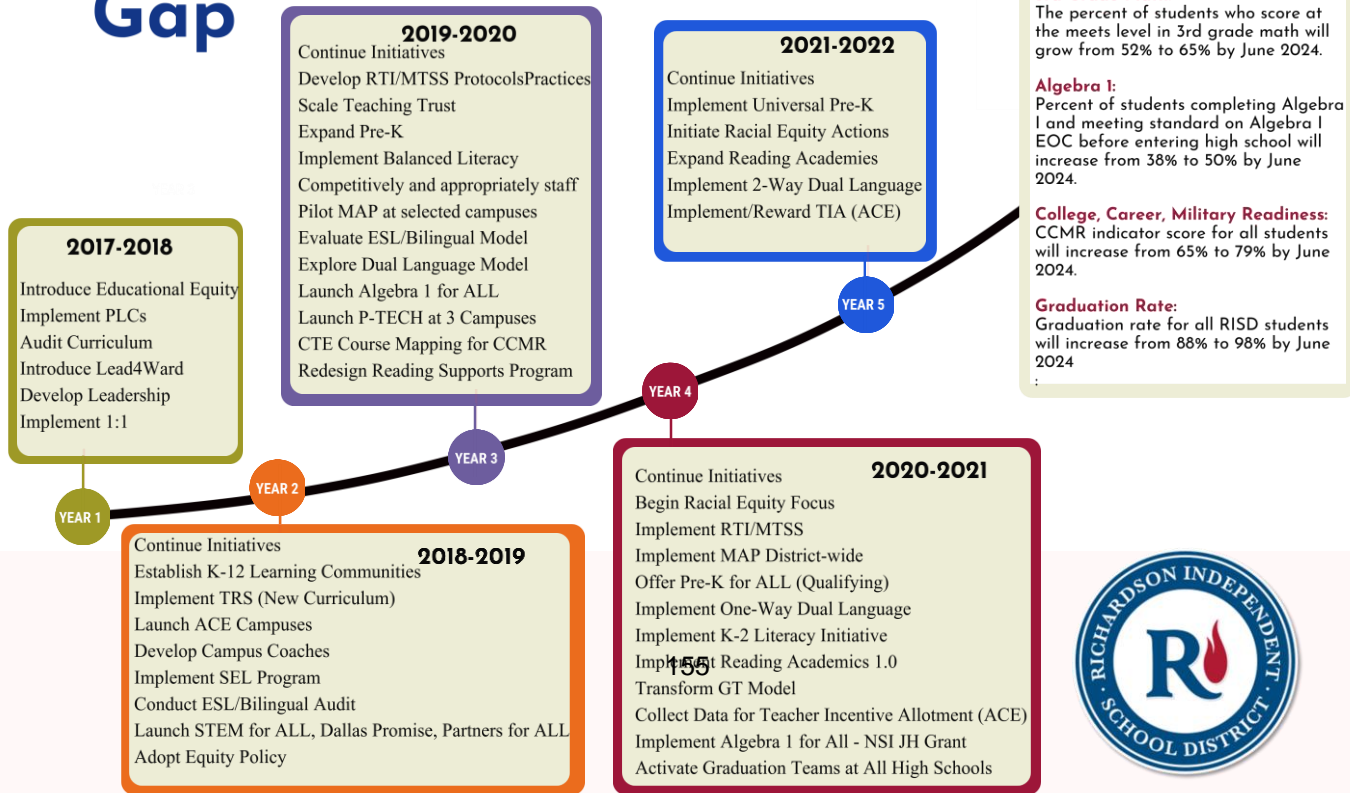 Gap
2017-2018
Introduce Educational Equity
Implement PLCs
Audit Curriculum
Introduce Lead4Ward
Develop Leadership
Implement 1:1
YEAR 1
YEAR 2
2018-2019
Continue Initiatives
Establish K-12 Learning Communities
Implement TRS (New Curriculum)
Launch ACE Campuses
Develop Campus Coaches
Implement SEL Program
Conduct ESL/Bilingual Audit
Launch STEM for ALL, Dallas Promise, Partners for ALL
Adopt Equity Policy
2019-2020
Continue Initiatives
Develop RTI/MTSS ProtocolsPractices
Scale Teaching Trust
Expand Pre-K
Implement Balanced Literacy
Competitively and appropriately staff
Pilot MAP at selected campuses
Evaluate ESL/Bilingual Model
Explore Dual Language Model
Launch Algebra 1 for ALL
Launch P-TECH at 3 Campuses
CTE Course Mapping for CCMR
Redesign Reading Supports Program
YEAR 3
YEAR 4
2020-2021
Continue Initiatives
Begin Racial Equity Focus
Implement RTI/MTSS
Implement MAP District-wide
Offer Pre-K for ALL (Qualifying)
Implement One-Way Dual Language
Implement K-2 Literacy Initiative
Implement Reading Academics 1.0
155
Transform GT Model
Collect Data for Teacher Incentive Allotment (ACE)
Implement Algebra 1 for All - NSI JH Grant
Activate Graduation Teams at All High Schools
2021-2022
Continue Initiatives
Implement Universal Pre-K
Initiate Racial Equity Actions
Expand Reading Academies
Implement 2-Way Dual Language
Implement/Reward TIA (ACE)
YEAR 5
The percent of students who score at
the meets level in 3rd grade math will
grow from 52% to 65% by June 2024.
Algebra 1:
Percent of students completing Algebra
I and meeting standard on Algebra I
EOC before entering high school will
increase from 38% to 50% by June
2024.
College, Career, Military Readiness:
CCMR indicator score for all students
will increase from 65% to 79% by June
2024.
Graduation Rate:
Graduation rate for all RISD students
will increase from 88% to 98% by June
2024
:
RICHARDSON INDEPENDENT
R
SCHOOL DISTRICT